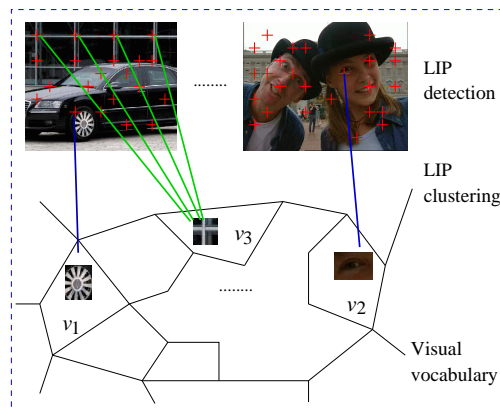 LIP
detection
........
LIP
clustering
v3
........
v1
v2
Visual
vocabulary